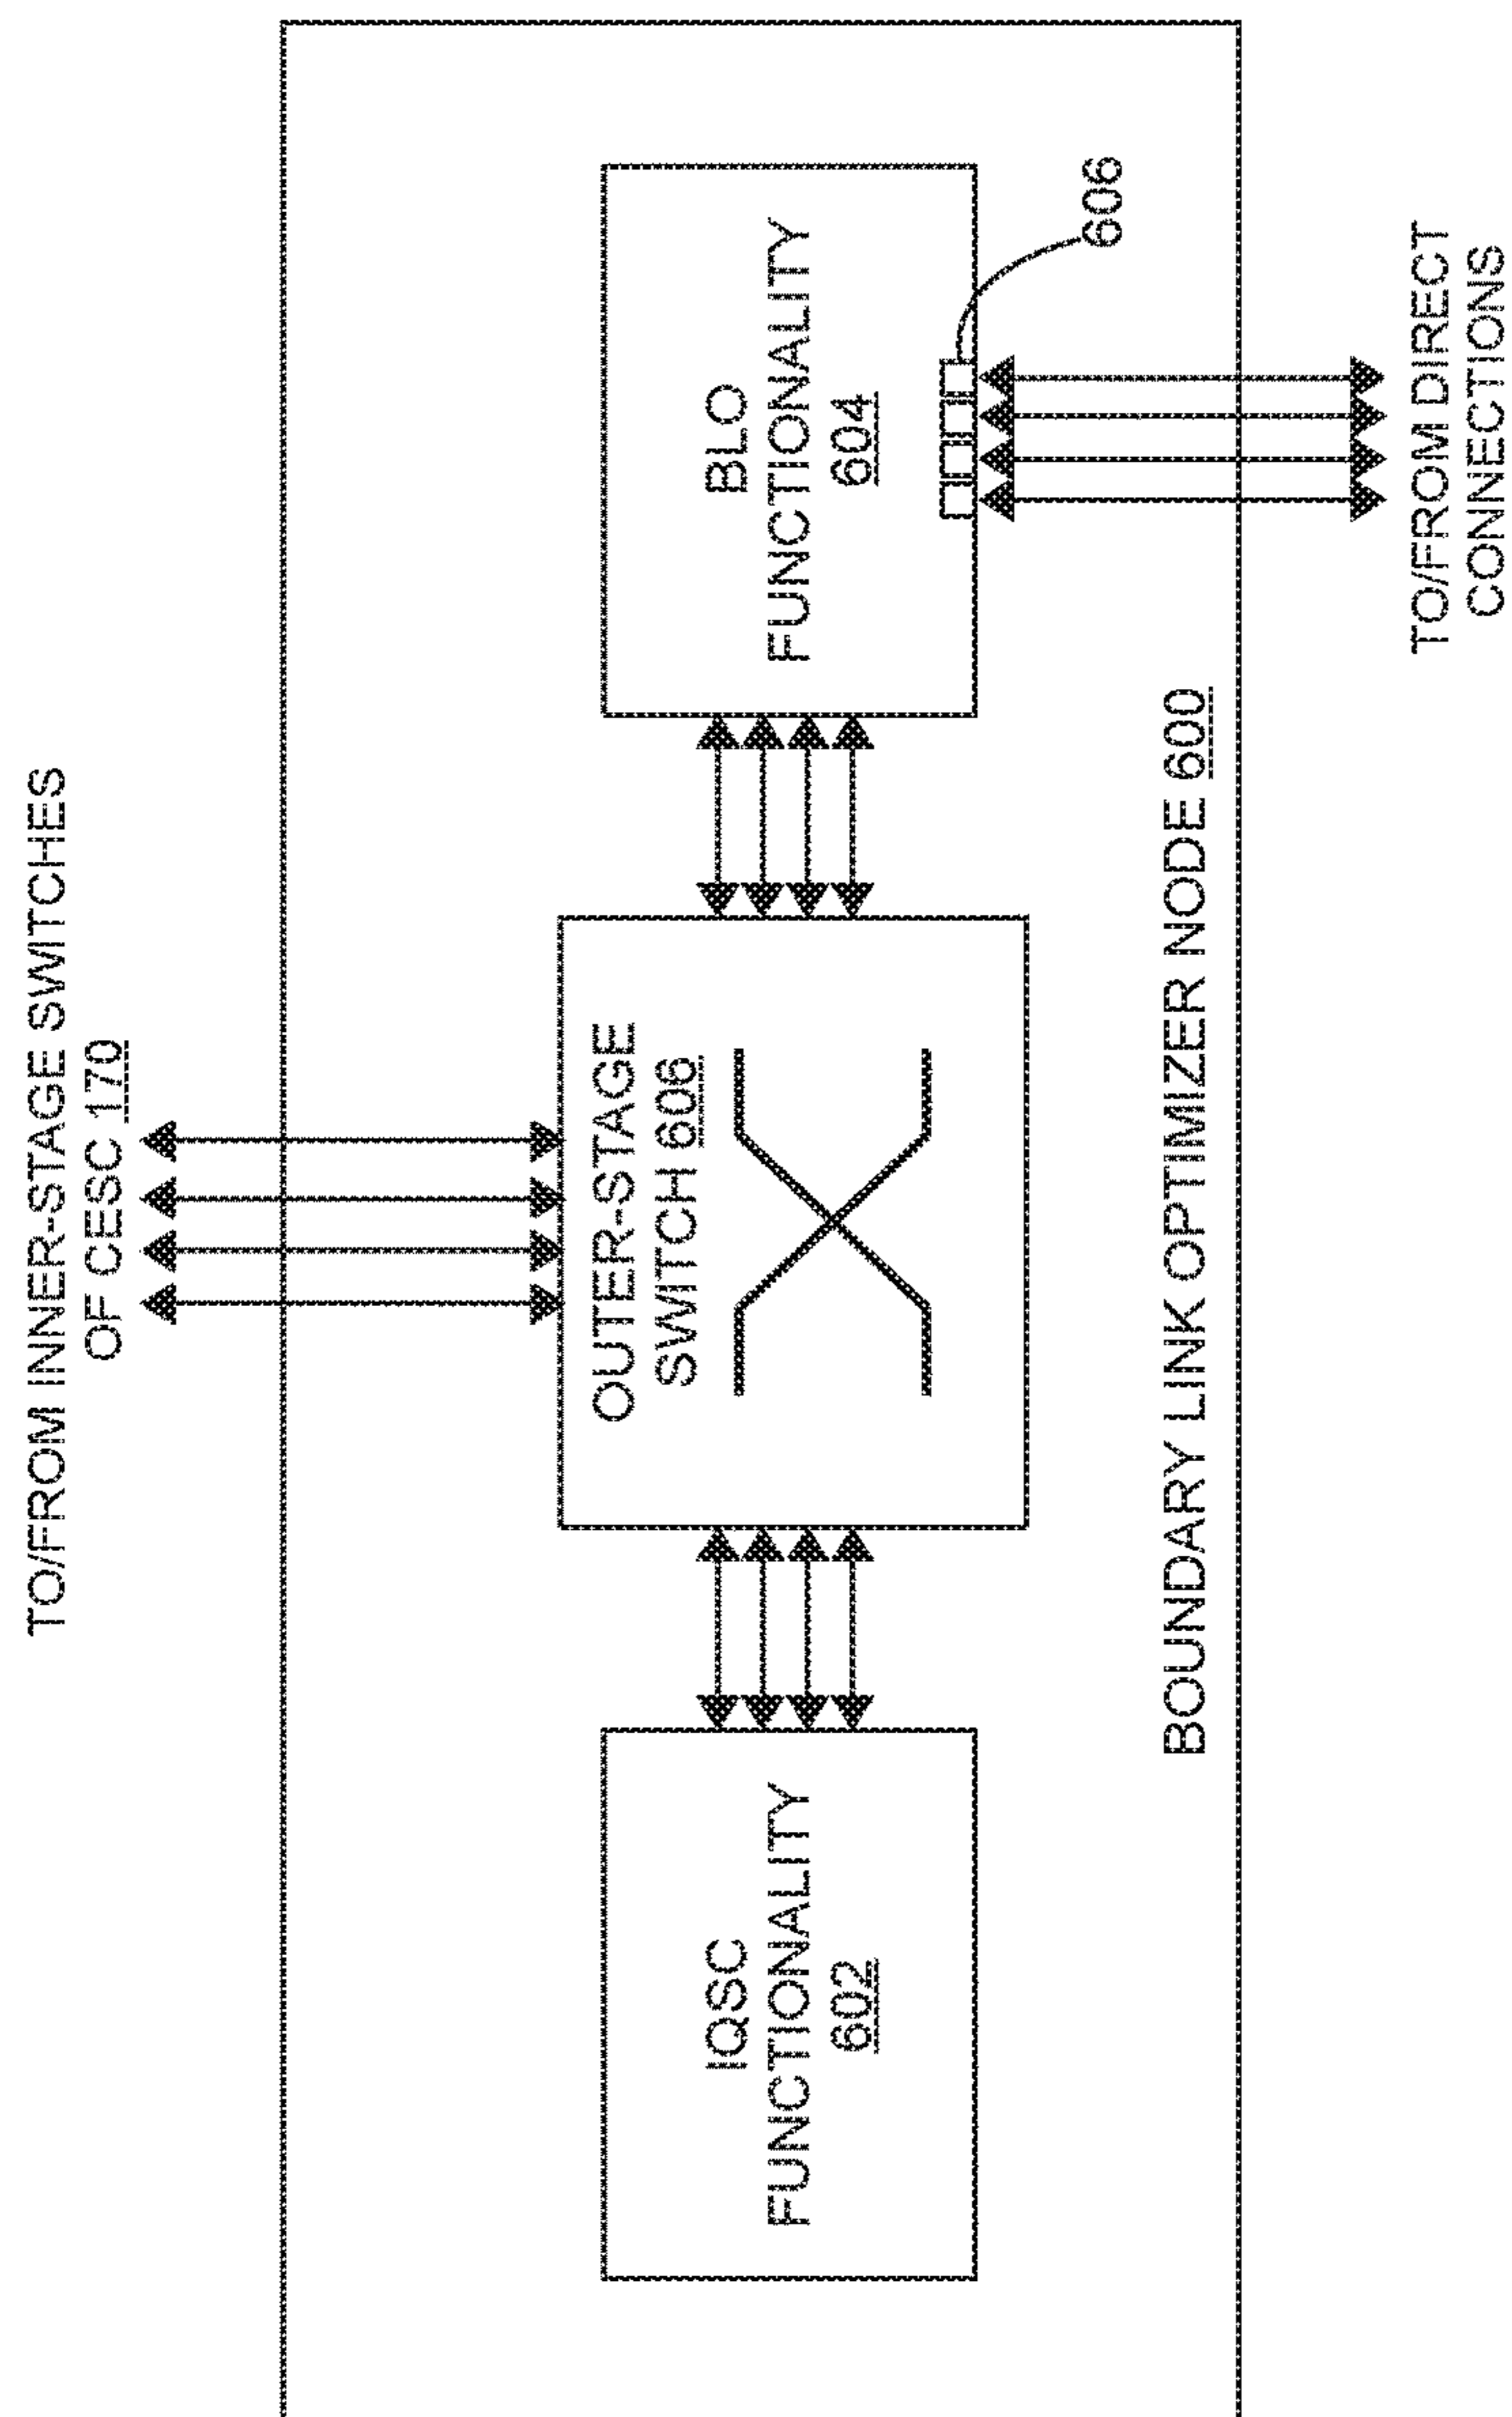 TO/FROM INNER-STAGE SWITCHES
OF CESC 170
IQSC
FUNCTIONALITY
602
OUTER-STAGE
SWITCH 606
BLO
FUNCTIONALITY
604
606
BOUNDARY LINK OPTIMIZER NODE 600
TO/FROM DIRECT
CONNECTIONS